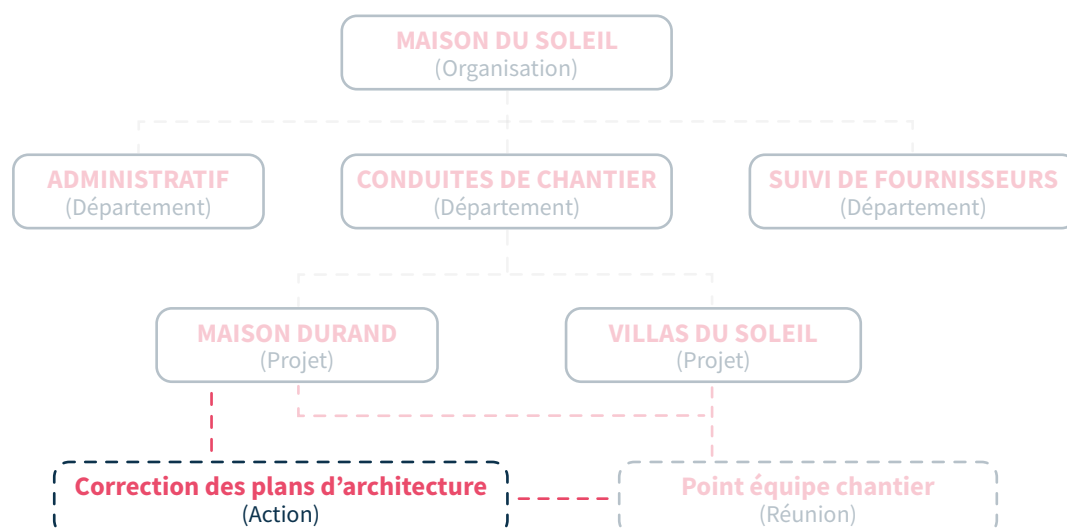 MAISON DU SOLEIL
(Organisation)
ADMINISTRATIF
(Département)
CONDUITES DE CHANTIER
(Département)
SUIVI DE FOURNISSEURS
(Département)
MAISON DURAND
(Projet)
VILLAS DU SOLEIL
(Projet)
Correction des plans d’architecture
(Action)
Point équipe chantier
(Réunion)